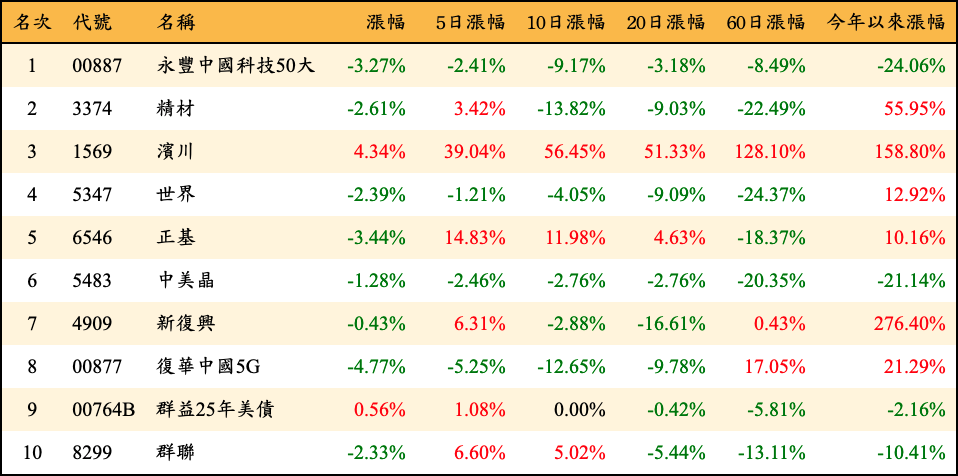 名次 代號 名稱 漲幅 5日漲幅 10日漲幅 20日漲幅 60日漲幅 今年以來漲幅
1 00887 永豐中國科技50大 -3.27% -2.41% -9.17% -3.18% -8.49% -24.06%
2 3374 精材 -2.61% 3.42% -13.82% -9.03% -22.49% 55.95%
3 1569 濱川 4.34% 39.04% 56.45% 51.33% 128.10% 158.80%
4 5347 世界 -2.39% -1.21% -4.05% -9.09% -24.37% 12.92%
5 6546 正基 -3.44% 14.83% 11.98% 4.63% -18.37% 10.16%
6 5483 中美晶 -1.28% -2.46% -2.76% -2.76% -20.35% -21.14%
7 4909 新復興 -0.43% 6.31% -2.88% -16.61% 0.43% 276.40%
8 00877 復華中國5G -4.77% -5.25% -12.65% -9.78% 17.05% 21.29%
9 00764B 群益25年美債 0.56% 1.08% 0.00% -0.42% -5.81% -2.16%
10 8299 群聯 -2.33% 6.60% 5.02% -5.44% -13.11% -10.41%